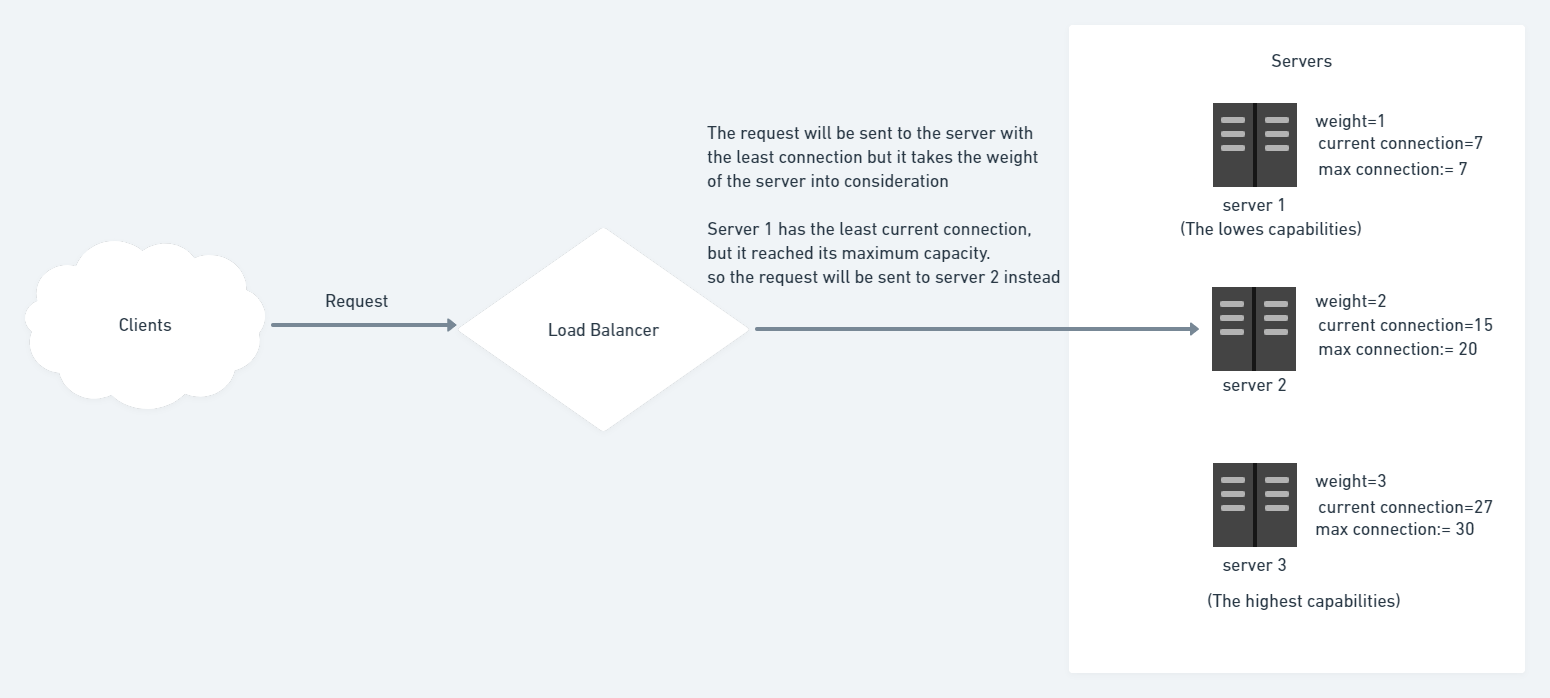 Servers
weight=1
current connection=7
max connection:= 7
server 1
(The lowes capabilities)
The request will be sent to the server with
the least connection but it takes the weight
of the server into consideration
Server 1 has the least current connection,
but it reached its maximum capacity.
so the request will be sent to server 2 instead
Clients
Request
Load Balancer
weight=2
current connection=15
max connection:= 20
server 2
weight=3
current connection=27
max connection:= 30
server 3
(The highest capabilities)